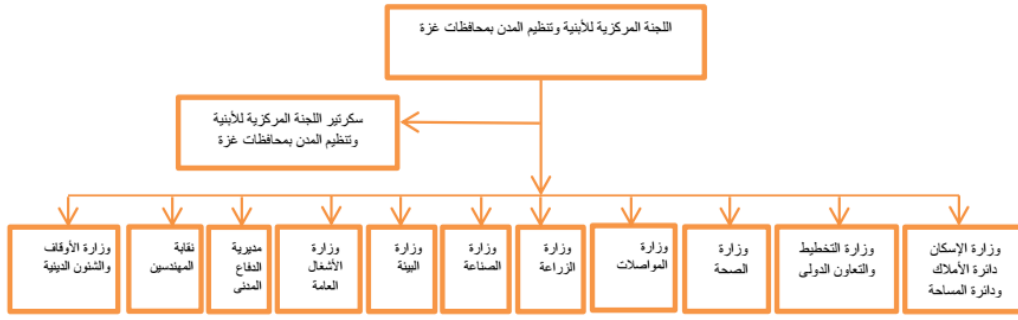 اللجنة المركزية للأبنية وتنظيم المدن بمحافظات غزة
سكرتير اللجنة المركزية للأبنية
وتنظيم المدن بمحافظات غزة
وزارة الإسكان
دائرة الأملاك
ودائرة المساحة
وزارة التخطيط
والتعاون الدولى
وزارة
الصحة
وزارة
المواصلات
وزارة
الزراعة
وزارة
الصناعة
وزارة
البيئة
وزارة
الأشغال
العامة
مديرية
الدفاع
المدنى
نقابة
المهندسين
وزارة الأوقاف
والشئون الدينية